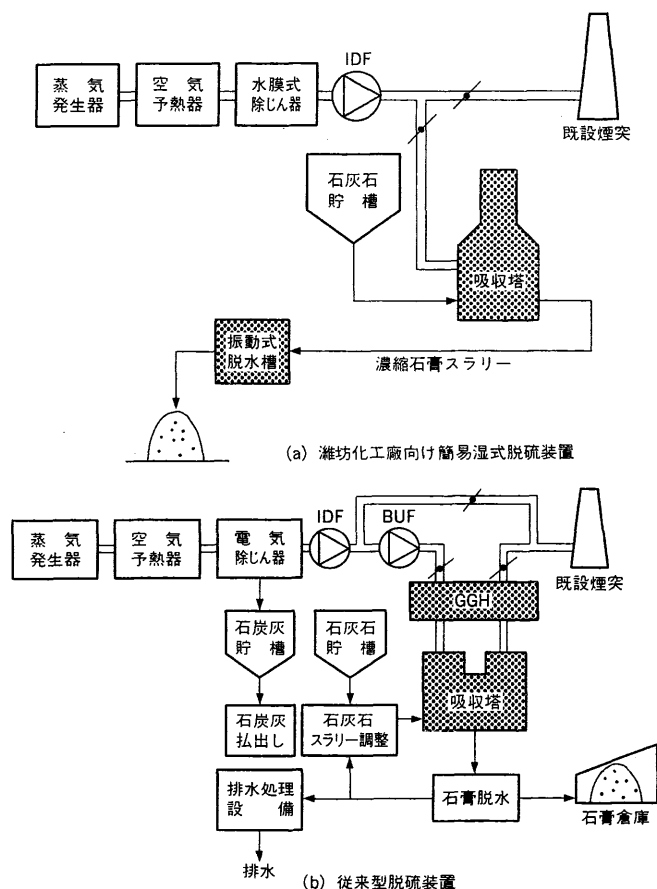 IDF
蒸気
発生器
空気
予熱器
水膜式
除じん器
既設煙突
石灰石
貯槽
吸収塔
振動式
脱水槽
濃縮石膏スラリー
(a) 濰坊化工廠向け簡易湿式脱硫装置
IDF
BUF
蒸気
発生器
空気
予熱器
電気
除じん器
既設煙突
GGH
石炭灰
貯槽
石灰石
貯槽
吸収塔
石炭灰
払出し
石灰石
スラリー調整
排水処理
設備
石膏脱水
石膏倉庫
排水
(b) 従来型脱硫装置